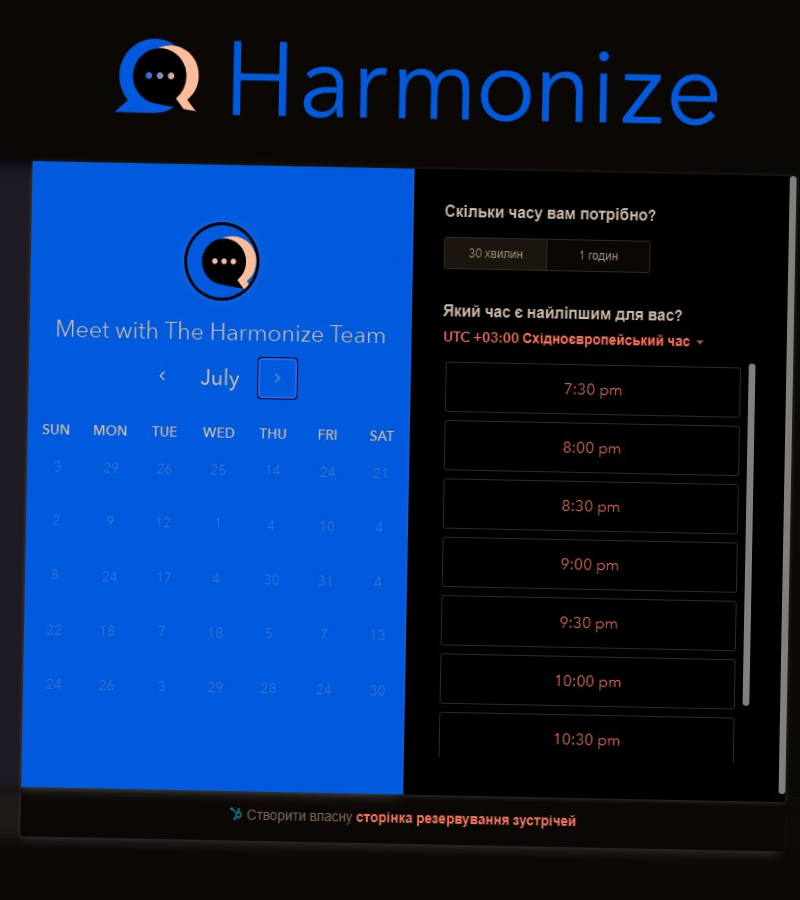 Harmonize
Meet with The Harmonize Team
July
SUN MON TUE WED THU FRI SAT
3 29 26 25 14 24 21
2 9 12 1 4 10 4
8 24 17 4 30 31 4
22 18 7 18 5 7 13
24 26 3 29 28 24 30
Скільки часу вам потрібно?
30 хвилин 1 годин
Який час є найліпшим для вас?
UTC +03:00 Східноєвропейський час
7:30 pm
8:00 pm
8:30 pm
9:00 pm
9:30 pm
10:00 pm
10:30 pm
Створити власну сторінка резервування зустрічей